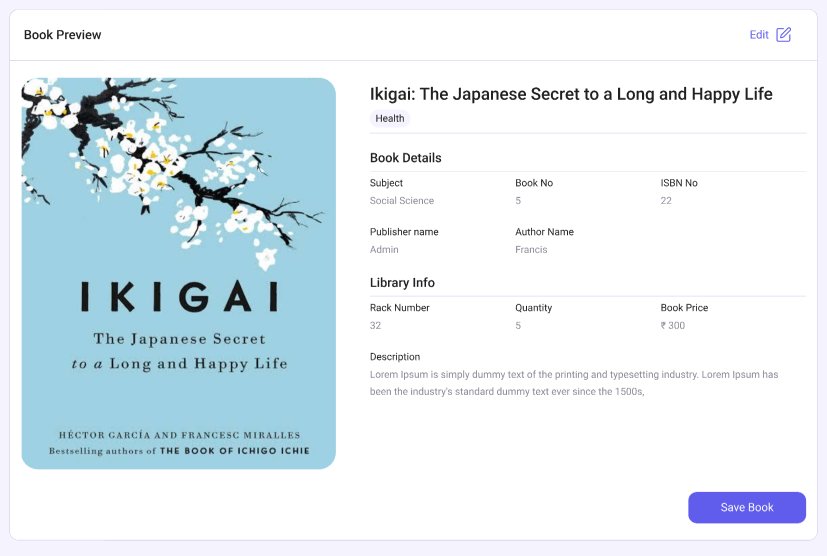 Book Preview
Edit
IKIGAI
The Japanese Secret
to a Long and Happy Life
HÉCTOR GARCÍA AND FRANCESC MIRALLES
Bestselling authors of THE BOOK OF ICHIGO ICHIE
Ikigai: The Japanese Secret to a Long and Happy Life
Health
Book Details
Subject Book No ISBN No
Social Science 5 22
Publisher name Author Name
Admin Francis
Library Info
Rack Number Quantity Book Price
32 5 ₹ 300
Description
Lorem Ipsum is simply dummy text of the printing and typesetting industry. Lorem Ipsum has
been the industry's standard dummy text ever since the 1500s,
Save Book